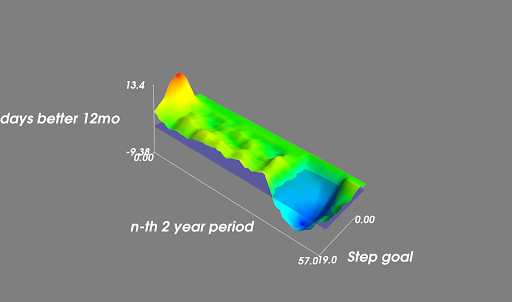 13.4
days better 12mo
-9.38
0.00
n-th 2 year period
0.00
57.0
19.0
Step goal